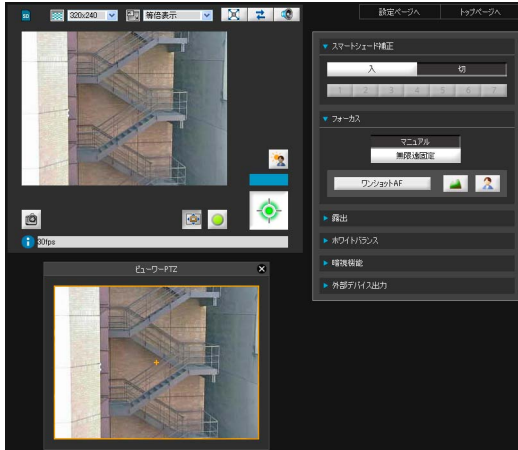 SD 320x240 等倍表示
設定ページへ トップページへ
スマートシェード補正
入 切
1 2 3 4 5 6 7
フォーカス
マニュアル
無限遠固定
ワンショットAF
露出
ホワイトバランス
暗視機能
外部デバイス出力
30fps
ビューワーPTZ